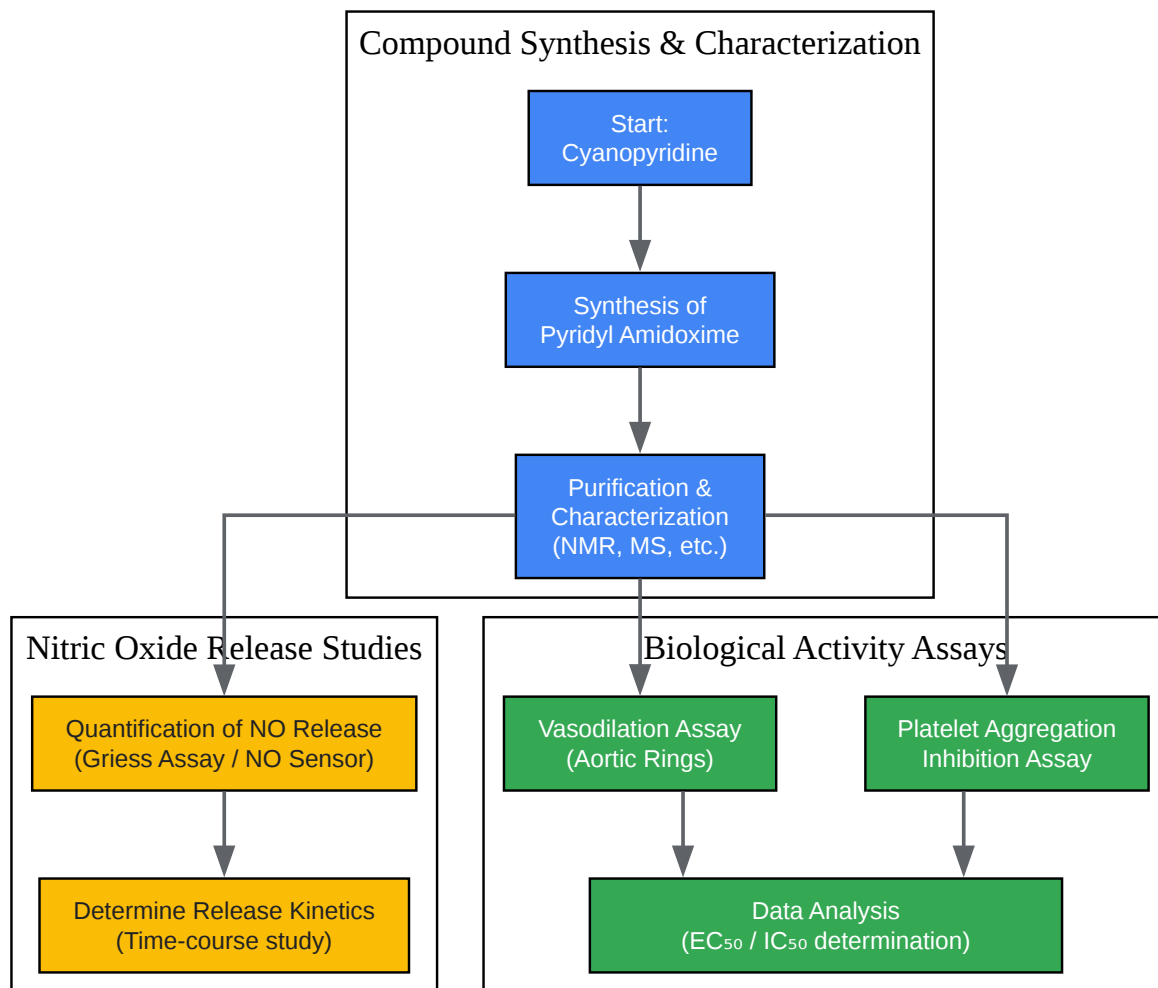 Compound Synthesis & Characterization
Start:
Cyanopyridine
Synthesis of
Pyridyl Amidoxime
Purification &
Characterization
(NMR, MS, etc.)
Nitric Oxide Release Studies
Quantification of NO Release
(Griess Assay / NO Sensor)
Determine Release Kinetics
(Time-course study)
Biological Activity Assays
Vasodilation Assay
(Aortic Rings)
Platelet Aggregation
Inhibition Assay
Data Analysis
(EC₅₀ / IC₅₀ determination)